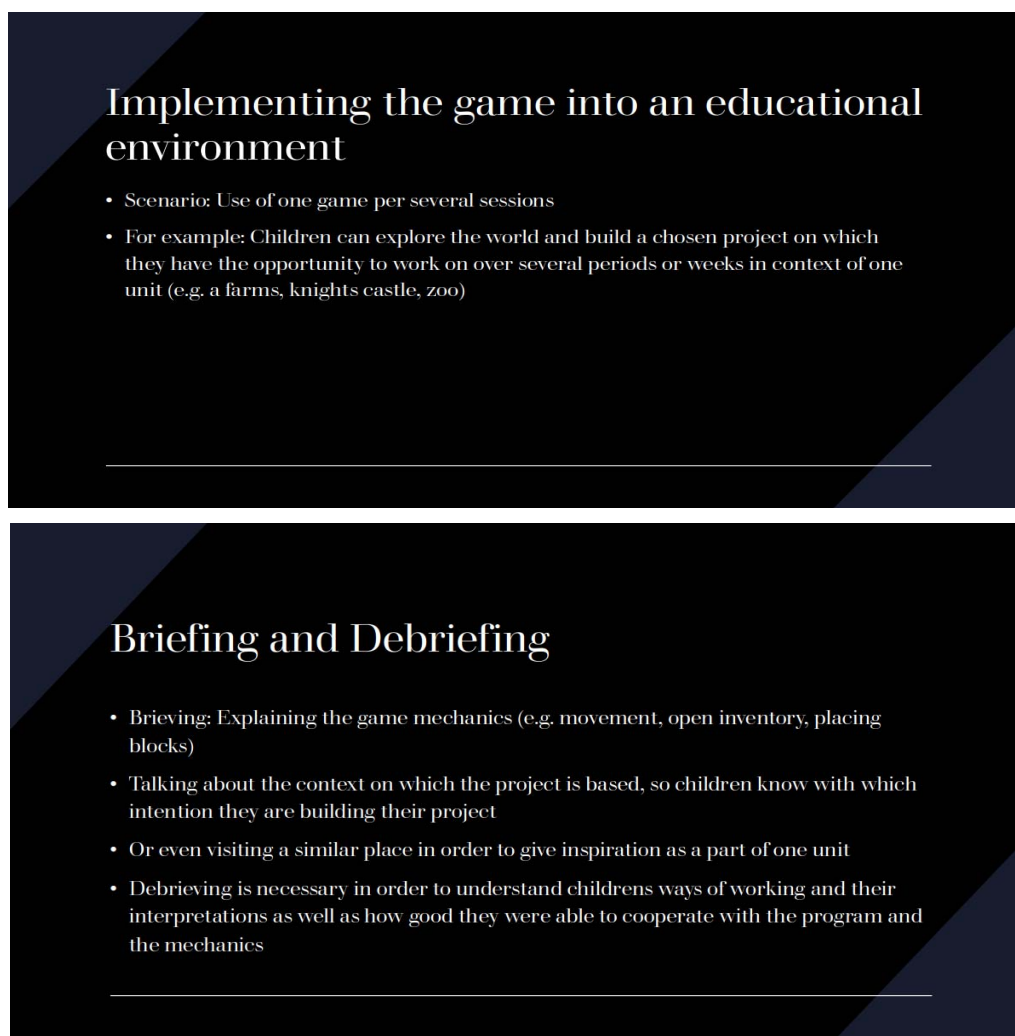 Implementing the game into an educational
environment
• Scenario: Use of one game per several sessions
• For example: Children can explore the world and build a chosen project on which
they have the opportunity to work on over several periods or weeks in context of one
unit (e.g. a farms, knights castle, zoo)
Briefing and Debriefing
• Brieving: Explaining the game mechanics (e.g. movement, open inventory, placing
blocks)
• Talking about the context on which the project is based, so children know with which
intention they are building their project
• Or even visiting a similar place in order to give inspiration as a part of one unit
• Debrieving is necessary in order to understand childrens ways of working and their
interpretations as well as how good they were able to cooperate with the program and
the mechanics